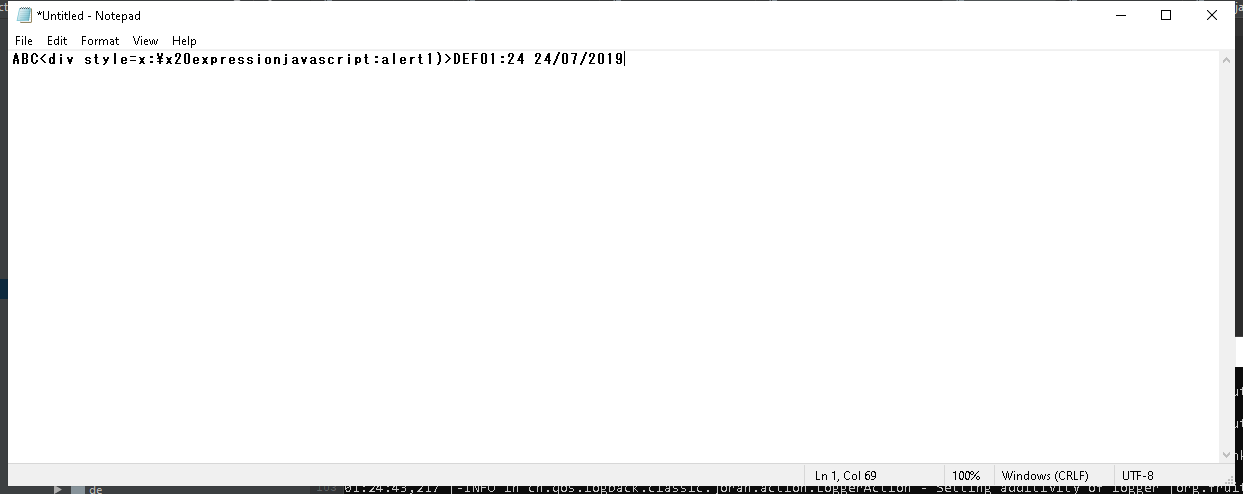 *Untitled - Notepad
File Edit Format View Help
ABC<div style=x:¥x20expressionjavascript:alert1)>DEF01:24 24/07/2019
Ln 1, Col 69 100% Windows (CRLF) UTF-8
de
01:24:43,217 |-INFO in ch.qos.logback.classic.joran.action.LoggerAction - Setting additivity of logger [org.fruit